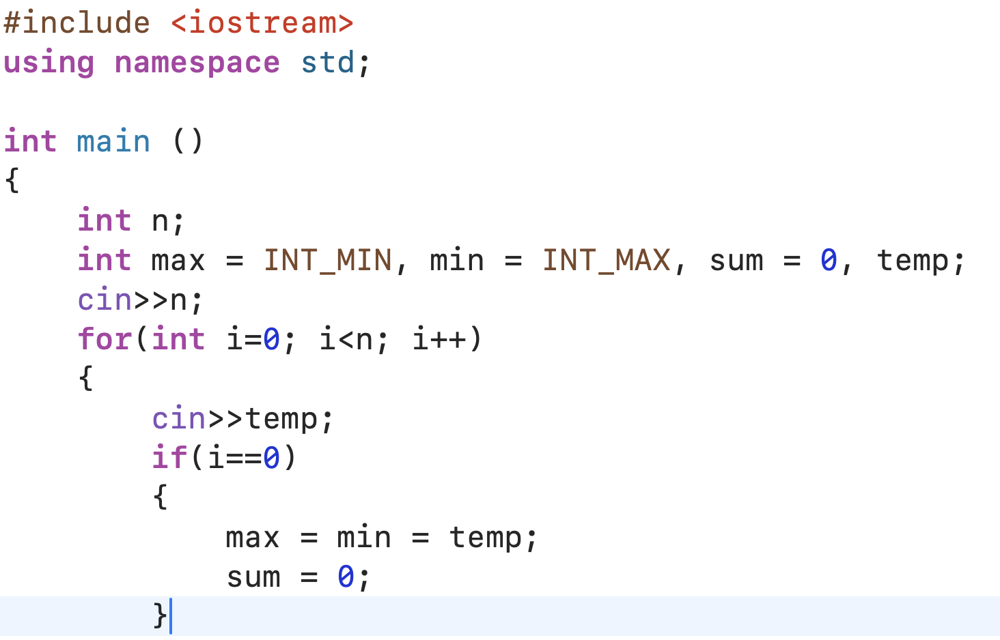 #include <iostream>
using namespace std;

int main ()
{
    int n;
    int max = INT_MIN, min = INT_MAX, sum = 0, temp;
    cin>>n;
    for(int i=0; i<n; i++)
    {
        cin>>temp;
        if(i==0)
        {
            max = min = temp;
            sum = 0;
        }